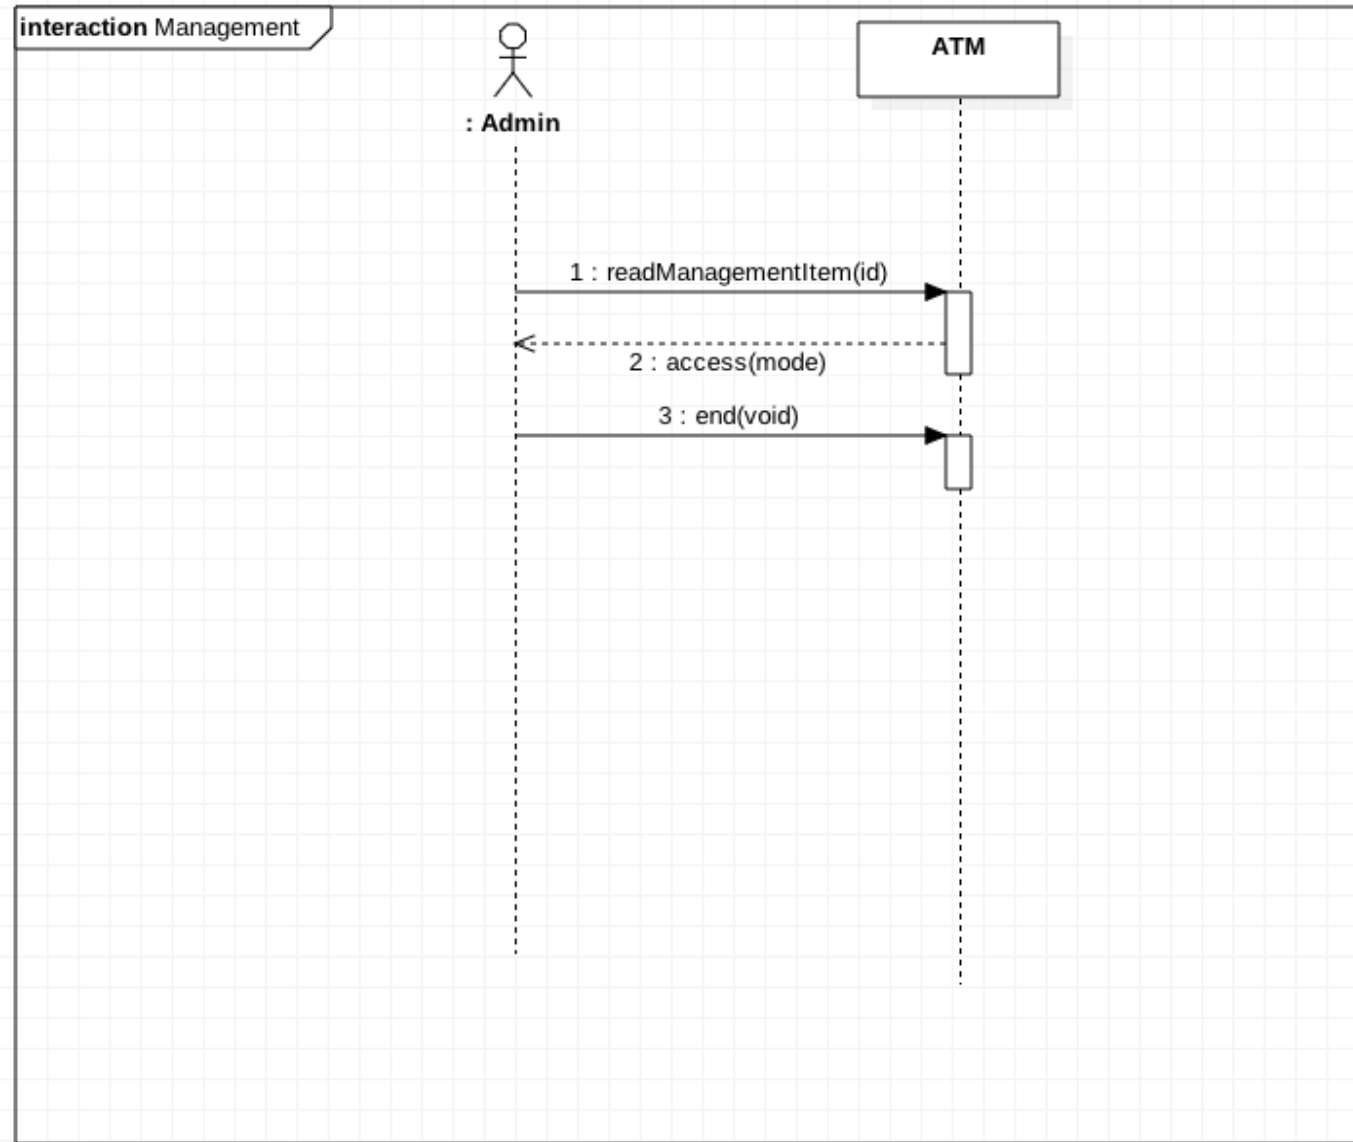 interaction Management
ATM
: Admin
1 : readManagementItem(id)
2 : access(mode)
3 : end(void)